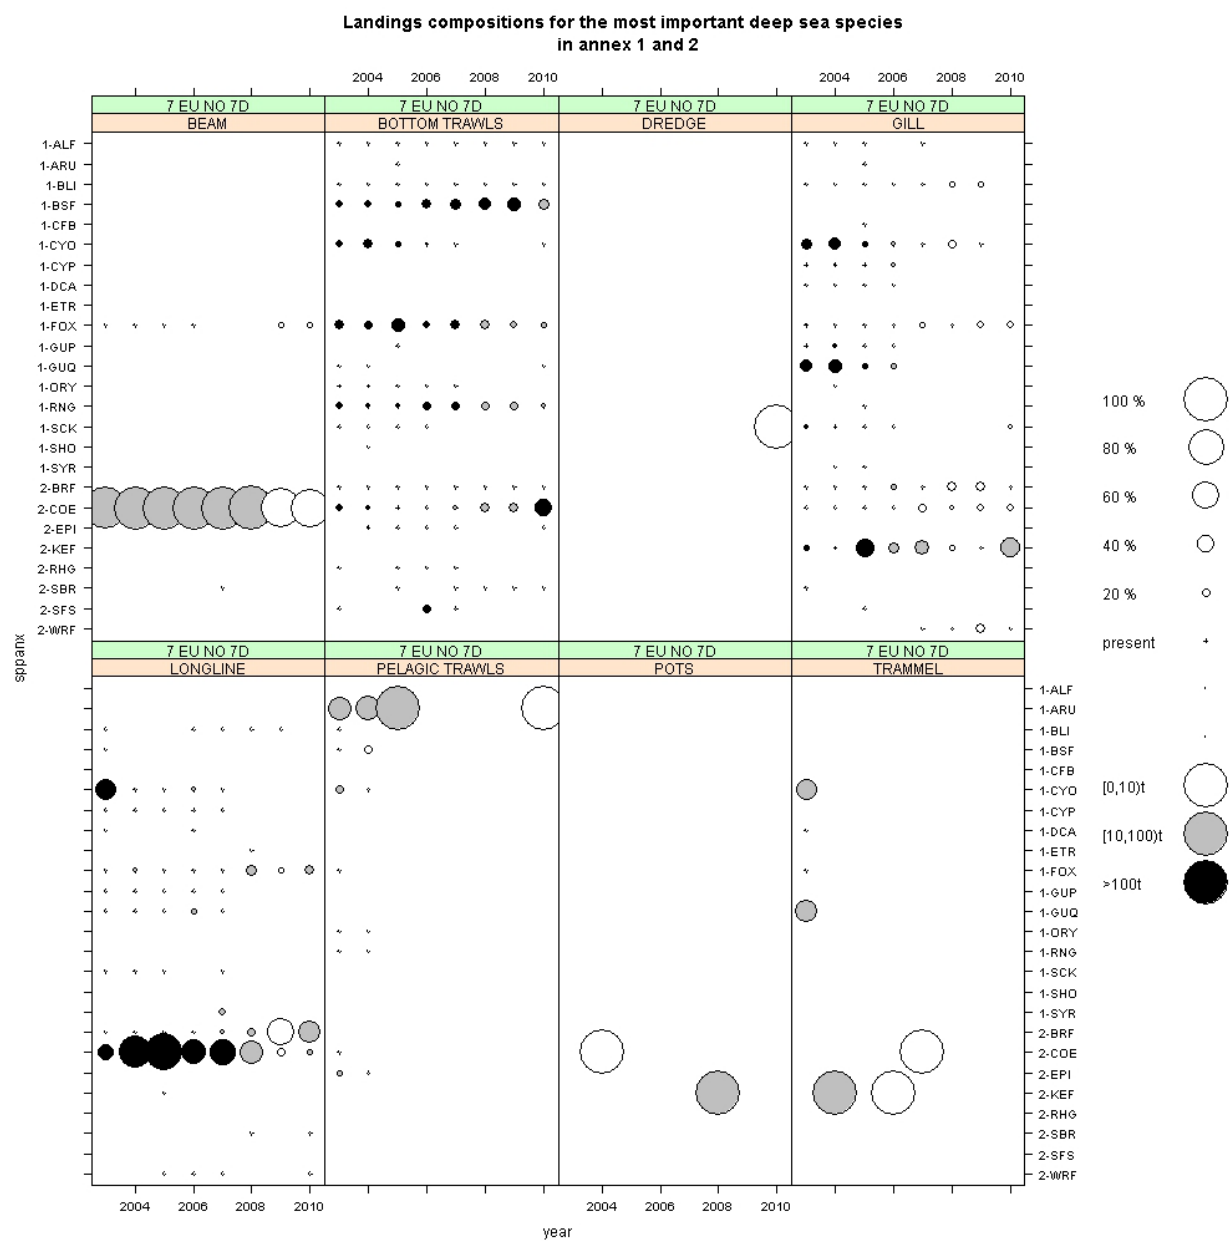 Landings compositions for the most important deep sea species
in annex 1 and 2
2004 2006 2008 2010 2004 2006 2008 2010
7 EU NO 7D 7 EU NO 7D 7 EU NO 7D 7 EU NO 7D
BEAM BOTTOM TRAWLS DREDGE GILL
1-ALF
1-ARU
1-BLI
1-BSF
1-CFB
1-CYO
1-CYP
1-DCA
1-ETR
1-FOX
1-GUP
1-GUQ
1-ORY
1-RNG
1-SCK
1-SHO
1-SYR
2-BRF
2-COE
2-EPI
2-KEF
2-RHG
2-SBR
2-SFS
2-WRF
sppanx
7 EU NO 7D 7 EU NO 7D 7 EU NO 7D 7 EU NO 7D
LONGLINE PELAGIC TRAWLS POTS TRAMMEL
1-ALF
1-ARU
1-BLI
1-BSF
1-CFB
1-CYO
1-CYP
1-DCA
1-ETR
1-FOX
1-GUP
1-GUQ
1-ORY
1-RNG
1-SCK
1-SHO
1-SYR
2-BRF
2-COE
2-EPI
2-KEF
2-RHG
2-SBR
2-SFS
2-WRF
2004 2006 2008 2010 2004 2006 2008 2010
year
100 %
80 %
60 %
40 %
20 %
present
[0,10)t
[10,100)t
>100t